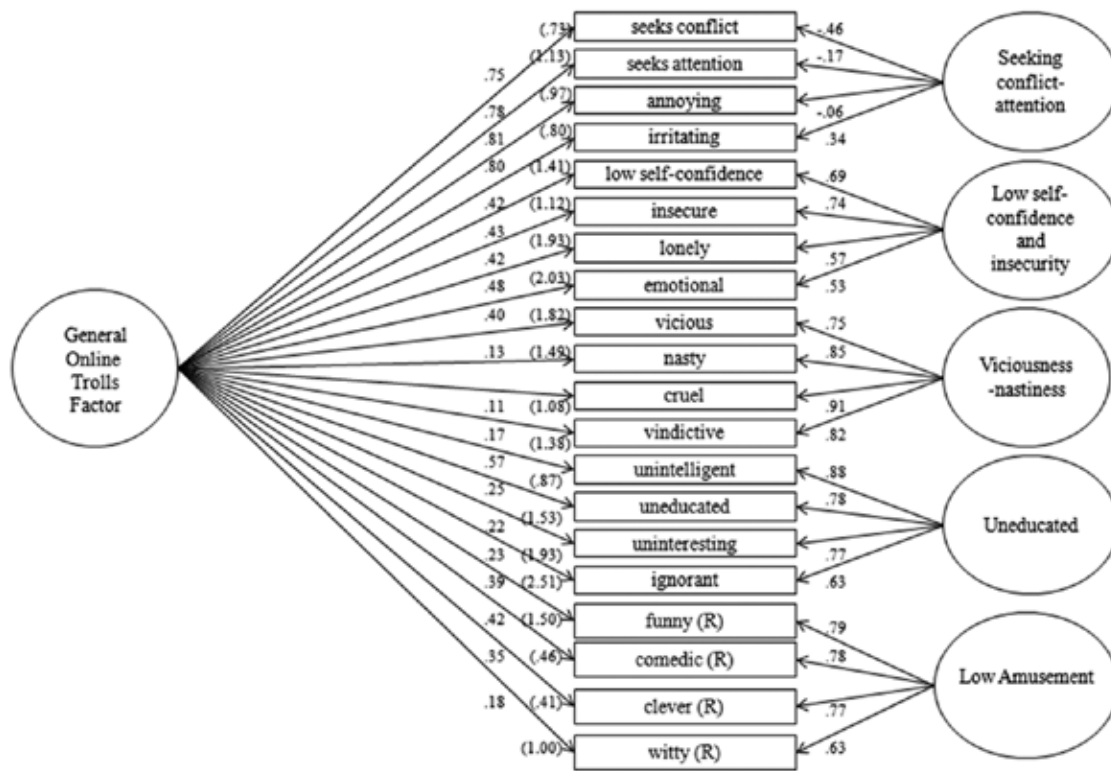 (.73)
seeks conflict
-.46
.75
(1.13)
seeks attention
-.17
Seeking
conflict-
attention
.78
(.97)
annoying
-.06
.81
(.80)
irritating
.34
.80
(1.41)
low self-confidence
.69
.42
(1.12)
insecure
.74
Low self-
confidence
and
insecurity
.43
(1.93)
lonely
.57
.42
(2.03)
emotional
.53
.48
General
Online
Trolls
Factor
.40
(1.82)
vicious
.75
.13
(1.49)
nasty
.85
Viciousness
-nastiness
cruel
.91
.11
(1.08)
vindictive
.82
.17
(1.38)
unintelligent
.88
.57
(.87)
uneducated
.78
Uneducated
.25
(1.53)
uninteresting
.77
.22
(1.93)
ignorant
.63
.23
(2.51)
.39
(1.50)
funny (R)
.79
.42
(.46)
comedic (R)
.78
Low Amusement
.35
(.41)
clever (R)
.77
.18
(1.00)
witty (R)
.63